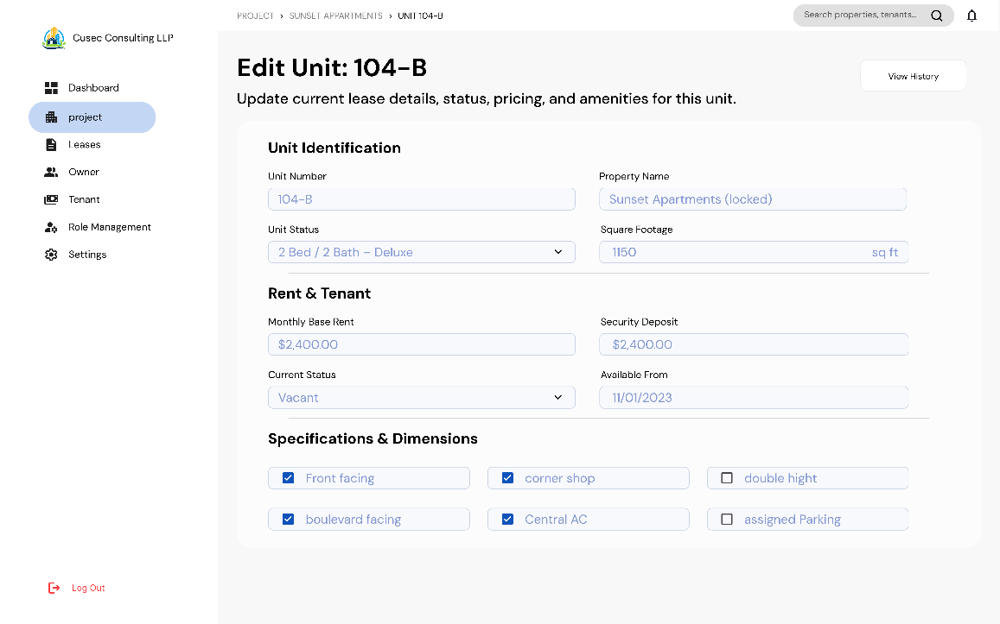 Cusec Consulting LLP
Dashboard
project
Leases
Owner
Tenant
Role Management
Settings
Log Out
PROJECT › SUNSET APPARTMENTS › UNIT 104-B
Search properties, tenants...
Edit Unit: 104-B
View History
Update current lease details, status, pricing, and amenities for this unit.
Unit Identification
Unit Number
Property Name
104-B
Sunset Apartments (locked)
Unit Status
Square Footage
2 Bed / 2 Bath – Deluxe
1150 sq ft
Rent & Tenant
Monthly Base Rent
Security Deposit
$2,400.00
$2,400.00
Current Status
Available From
Vacant
11/01/2023
Specifications & Dimensions
Front facing
corner shop
double hight
boulevard facing
Central AC
assigned Parking